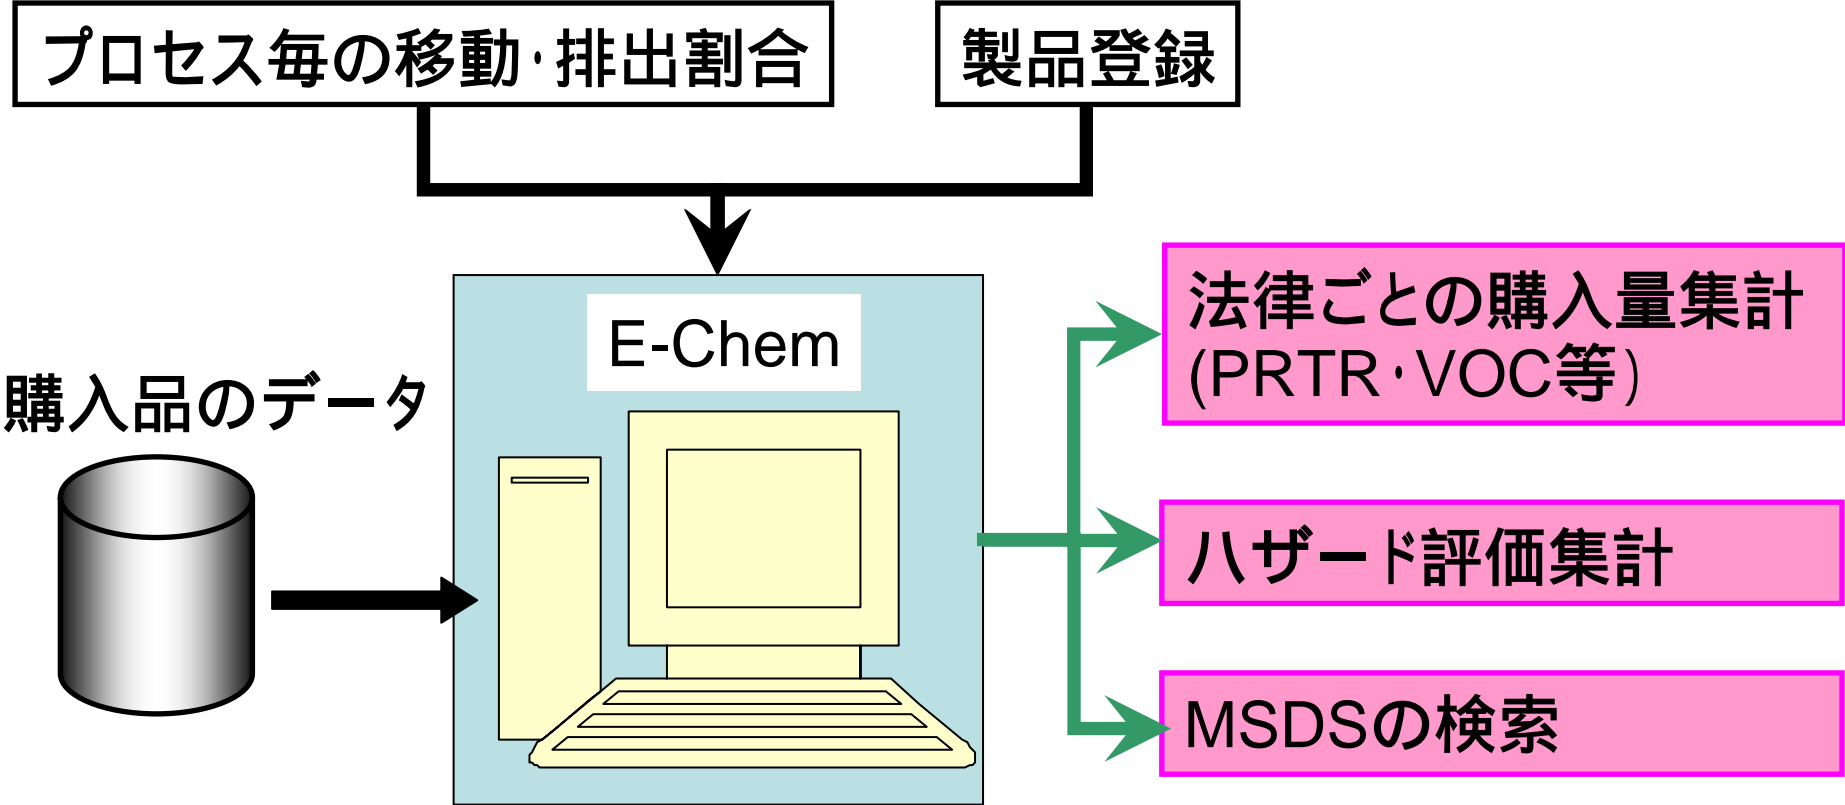 プロセス毎の移動･排出割合
製品登録
E-Chem
購入品のデータ
法律ごとの購入量集計
(PRTR･VOC等)
ハザード評価集計
MSDSの検索